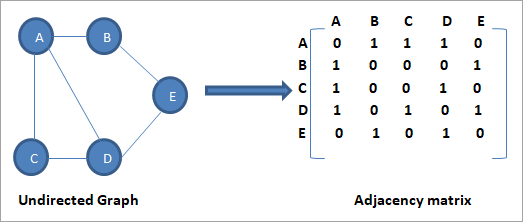 A B
E
C D
Undirected Graph
A B C D E
A 0 1 1 1 0
B 1 0 0 0 1
C 1 0 0 1 0
D 1 0 1 0 1
E 0 1 0 1 0
Adjacency matrix